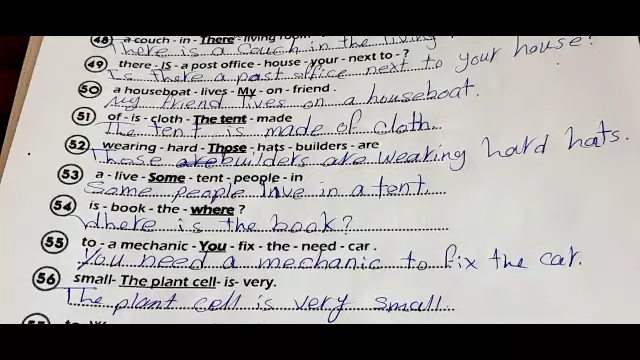 48 a couch - in - There - living room
There is a Couch in the living
49 there - IS - a post office - house - your - next to - ?
Is there a post office next to your house?
50 a houseboat - lives - My - on - friend .
My friend lives on a houseboat.
51 of - is - cloth - The tent - made
The tent is made of cloth.
52 wearing - hard - Those - hats - builders - are
Those are builders are wearing hard hats.
53 a - live - Some - tent - people - in
Some people live in a tent.
54 is - book - the - where ?
Where is the book?
55 to - a mechanic - You - fix - the - need - car .
You need a mechanic to fix the car.
56 small- The plant cell - is- very.
The plant cell is very small.